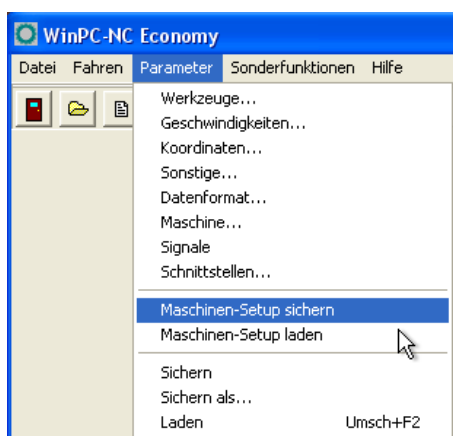 WinPC-NC Economy
Datei Fahren Parameter Sonderfunktionen Hilfe
Werkzeuge...
Geschwindigkeiten...
Koordinaten...
Sonstige...
Datenformat...
Maschine...
Signale
Schnittstellen...
Maschinen-Setup sichern
Maschinen-Setup laden
Sichern
Sichern als...
Laden Umsch+F2